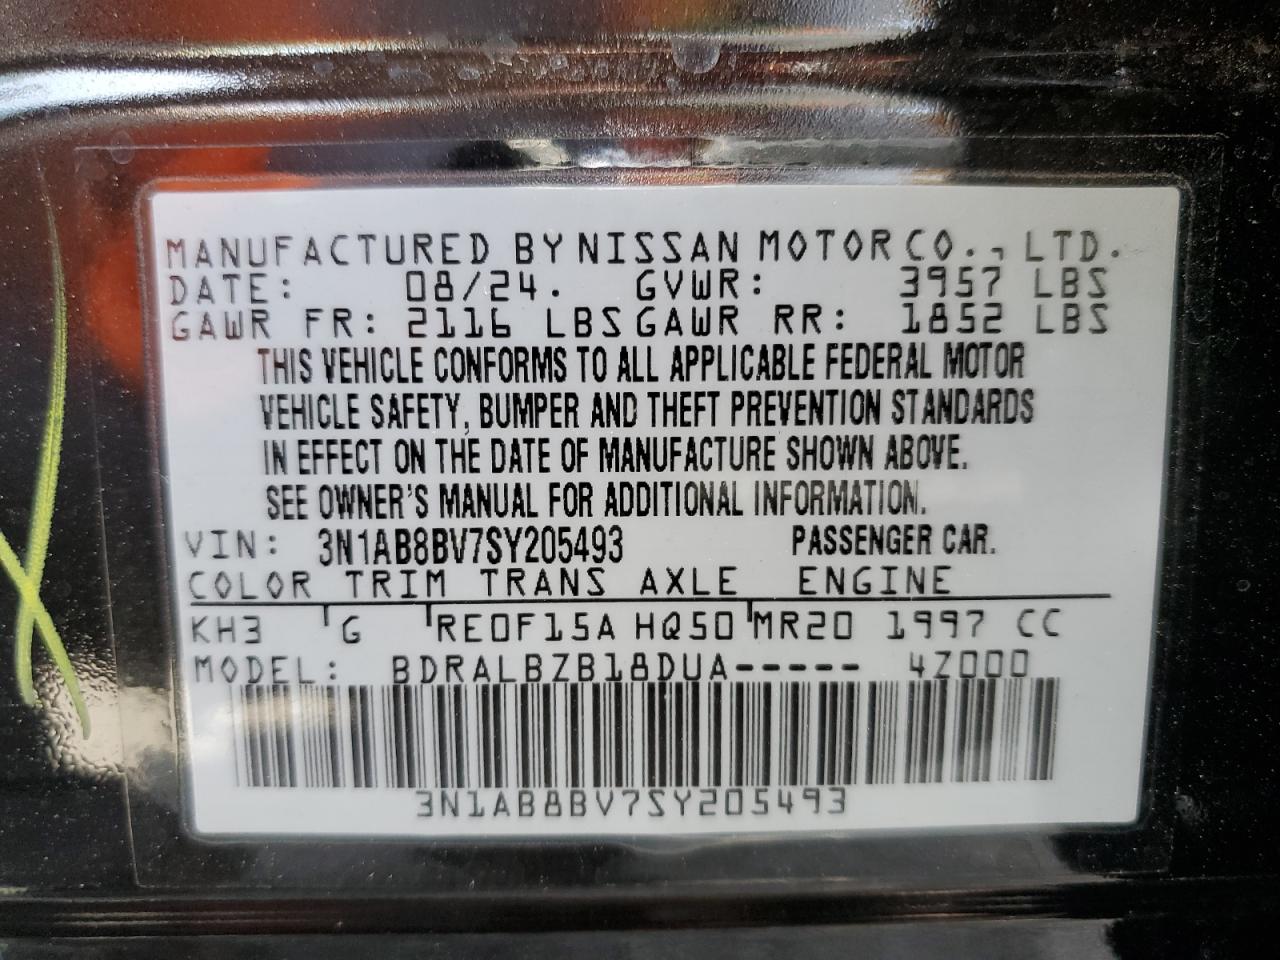 MANUFACTURED BY NISSAN MOTOR CO., LTD.
DATE: 08/24. GVWR: 3957 LBS
GAWR FR: 2116 LBS GAWR RR: 1852 LBS
THIS VEHICLE CONFORMS TO ALL APPLICABLE FEDERAL MOTOR
VEHICLE SAFETY, BUMPER AND THEFT PREVENTION STANDARDS
IN EFFECT ON THE DATE OF MANUFACTURE SHOWN ABOVE.
SEE OWNER'S MANUAL FOR ADDITIONAL INFORMATION.
VIN: 3N1AB8BV7SY205493 PASSENGER CAR.
COLOR TRIM TRANS AXLE ENGINE
KH3 G RE0F15A HQ50 MR20 1997 CC
MODEL: BDRALBZB18DUA----- 4Z000
3N1AB8BV7SY205493